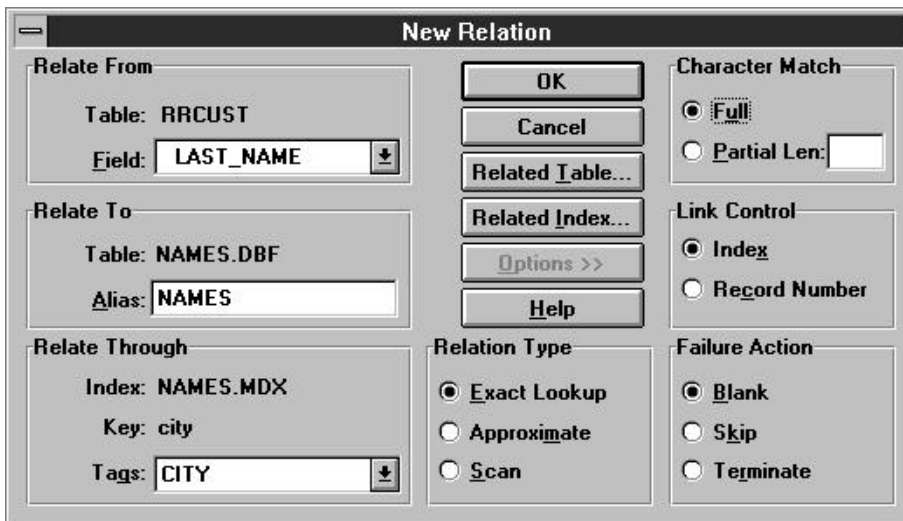 New Relation
Relate From
Table: RRCUST
Field: LAST_NAME
Relate To
Table: NAMES.DBF
Alias: NAMES
Relate Through
Index: NAMES.MDX
Key: city
Tags: CITY
OK
Cancel
Related Table...
Related Index...
Options >>
Help
Relation Type
Exact Lookup
Approximate
Scan
Character Match
Full
Partial Len:
Link Control
Index
Record Number
Failure Action
Blank
Skip
Terminate